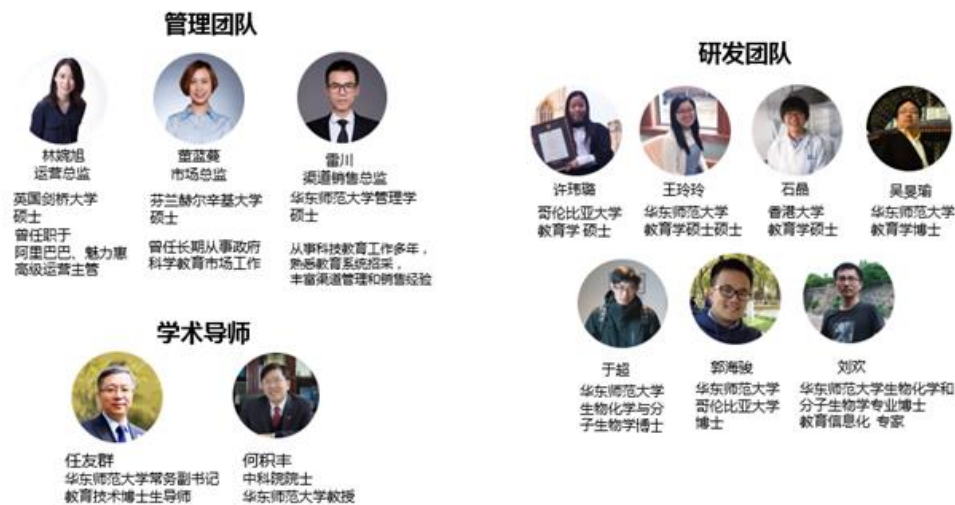 管理团队
林婉旭
运营总监
英国剑桥大学
硕士
曾任职于
阿里巴巴、魅力惠
高级运营主管
董蓝蕤
市场总监
芬兰赫尔辛基大学
硕士
曾任长期从事政府
科学教育市场工作
雷川
渠道销售总监
华东师范大学管理学
硕士
从事科技教育工作多年，
熟悉教育系统招采，
丰富渠道管理和销售经验
学术导师
任友群
华东师范大学常务副书记
教育技术博士生导师
何积丰
中科院院士
华东师范大学教授
研发团队
许玮璐
哥伦比亚大学
教育学 硕士
王玲玲
华东师范大学
教育学硕士硕士
石晶
香港大学
教育学硕士
吴旻瑜
华东师范大学
教育学博士
于超
华东师范大学
生物化学与分
子生物学博士
郭海骏
华东师范大学
哥伦比亚大学
博士
刘欢
华东师范大学生物化学和
分子生物学专业博士
教育信息化 专家